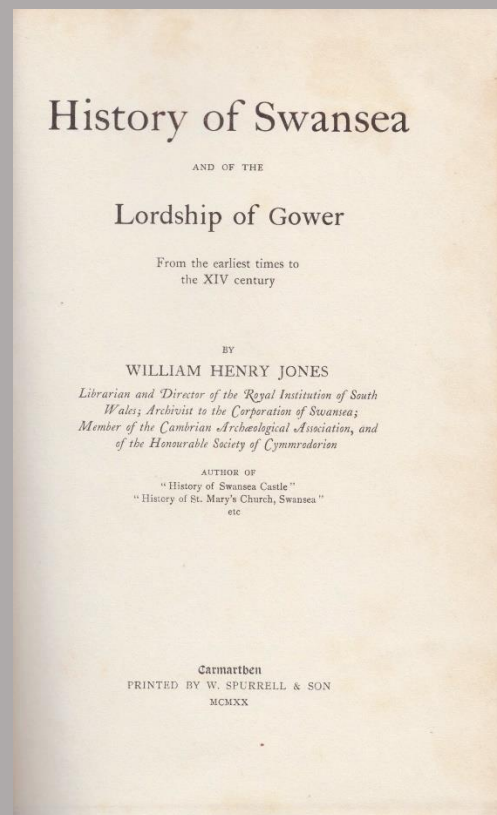 History of Swansea
AND OF THE
Lordship of Gower
From the earliest times to
the XIV century
BY
WILLIAM HENRY JONES
Librarian and Director of the Royal Institution of South
Wales; Archivist to the Corporation of Swansea;
Member of the Cambrian Archæological Association, and
of the Honourable Society of Cymmrodorion
AUTHOR OF
"History of Swansea Castle"
"History of St. Mary's Church, Swansea"
etc
Carmarthen
PRINTED BY W. SPURRELL & SON
MCMXX